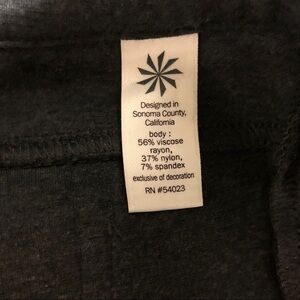 Designed in
Sonoma County,
California
body :
56% viscose
rayon,
37% nylon,
7% spandex
exclusive of decoration
RN #54023